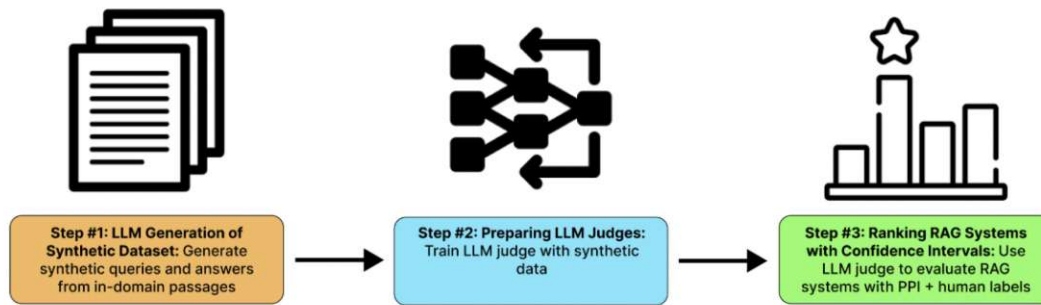 Step #1: LLM Generation of
Synthetic Dataset: Generate
synthetic queries and answers
from in-domain passages
Step #2: Preparing LLM Judges:
Train LLM judge with synthetic
data
Step #3: Ranking RAG Systems
with Confidence Intervals: Use
LLM judge to evaluate RAG
systems with PPI + human labels